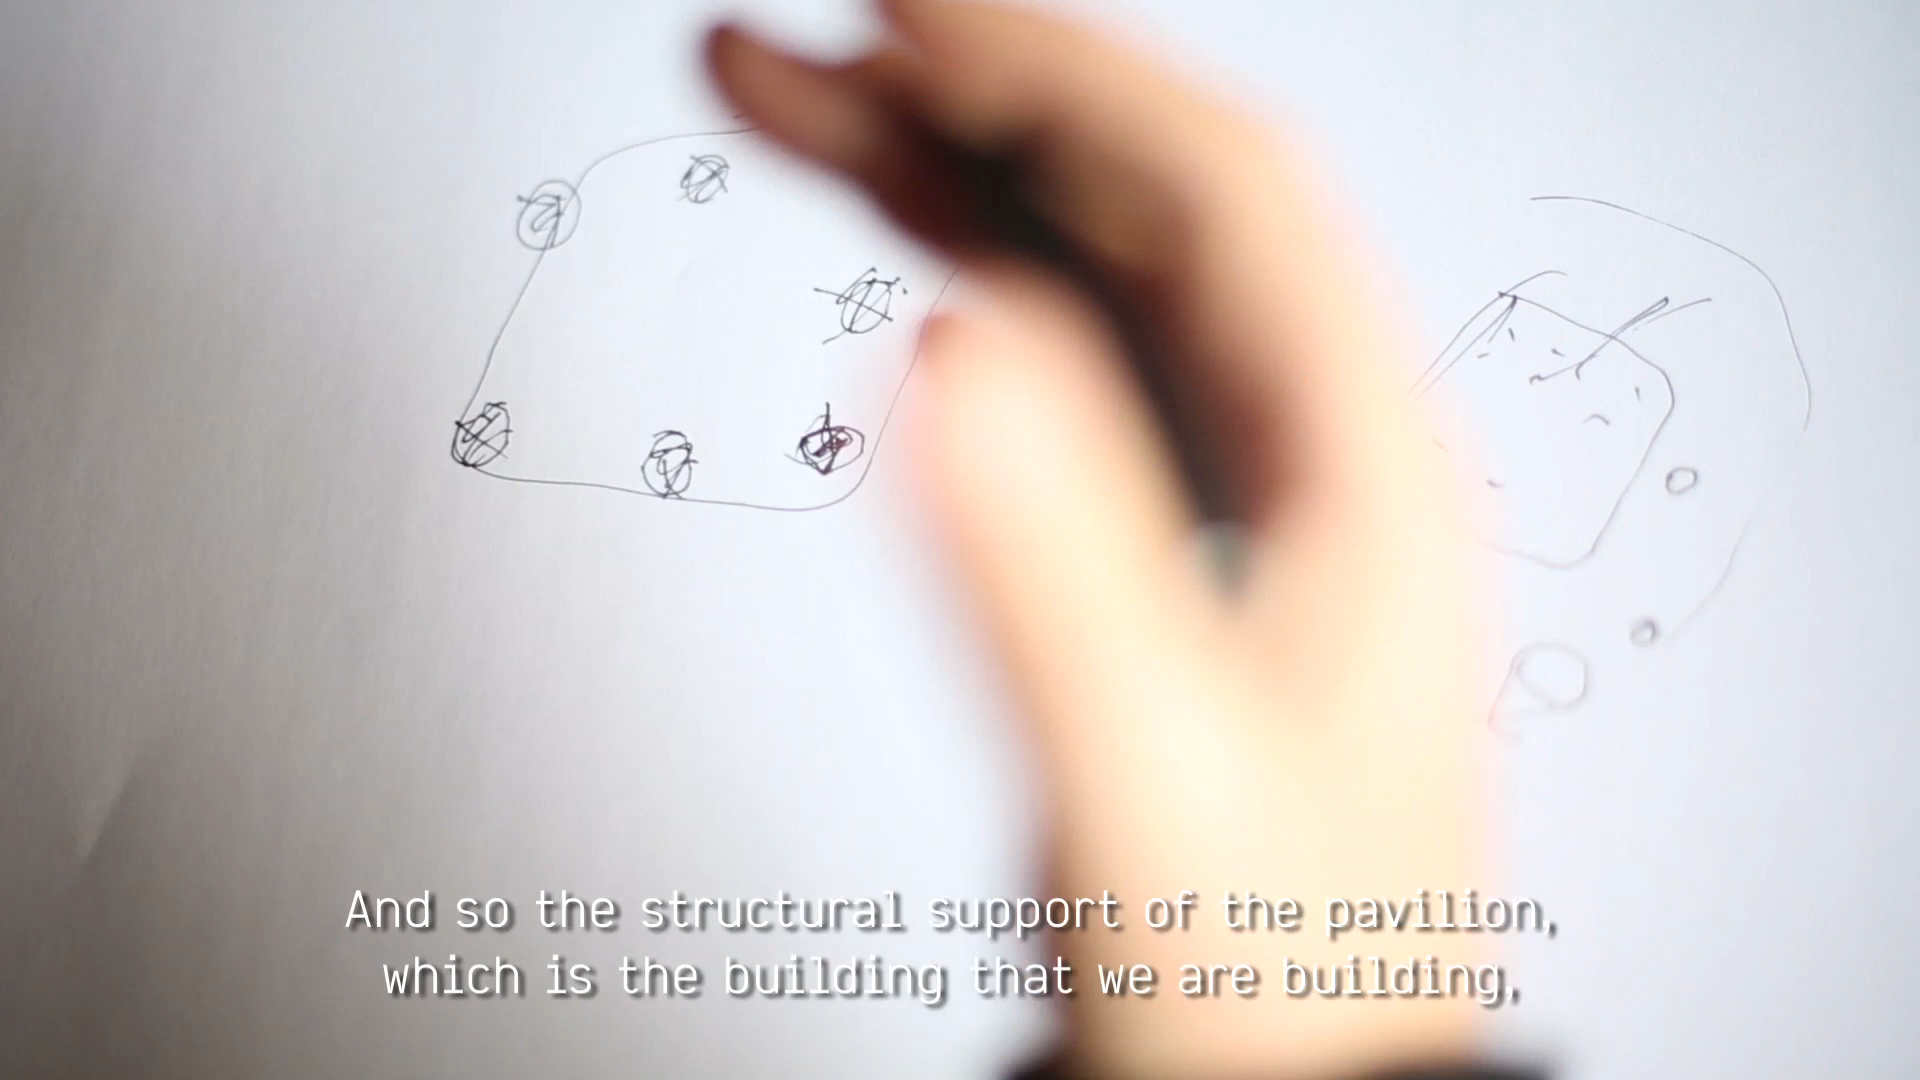 And so the structural support of the pavilion,
which is the building that we are building,